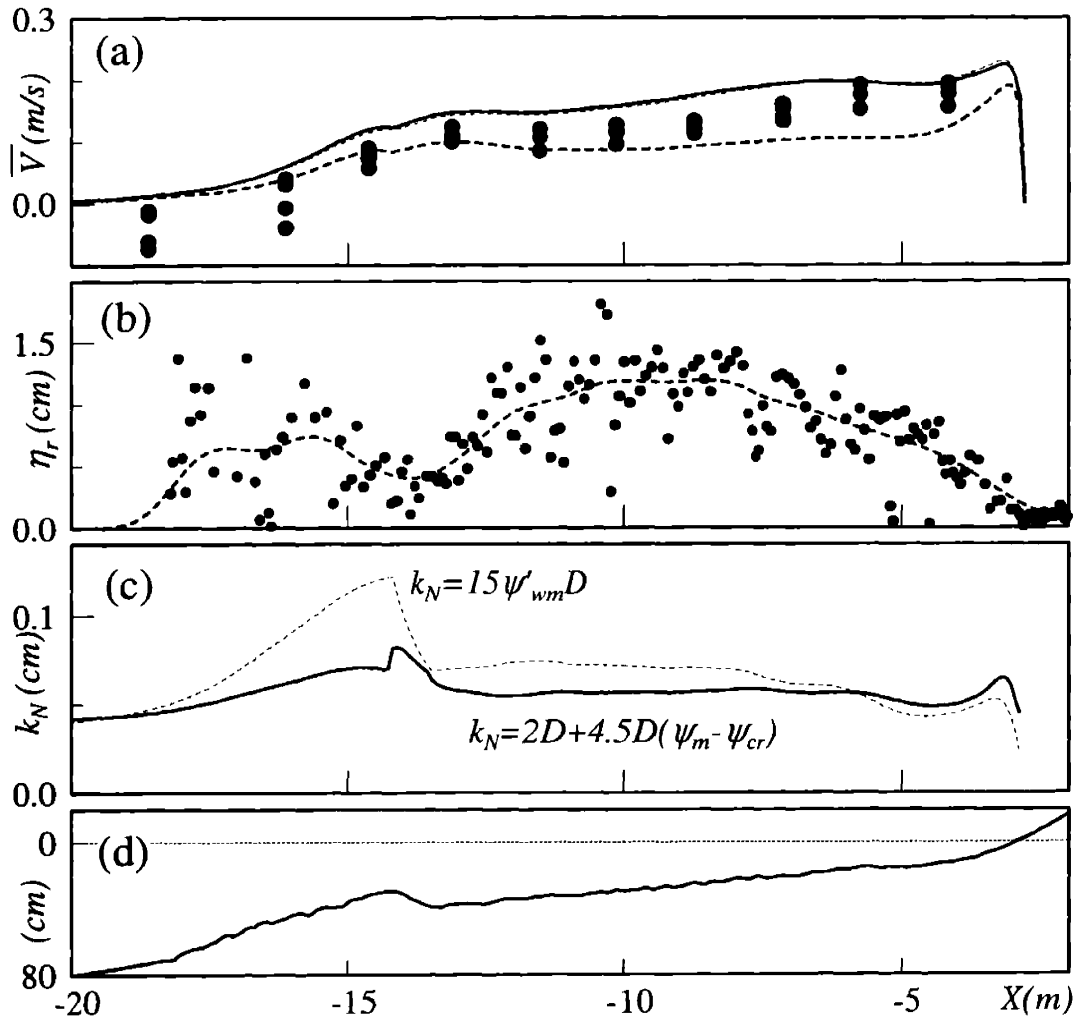 0.3
(a)
V̅ (m/s)
0.0
(b)
1.5
η_r (cm)
0.0
(c)
k_N=15ψ'_wm D
0.1
k_N (cm)
k_N=2D+4.5D(ψ_m-ψ_cr)
0.0
0
(d)
(cm)
80
-20 -15 -10 -5 X(m)